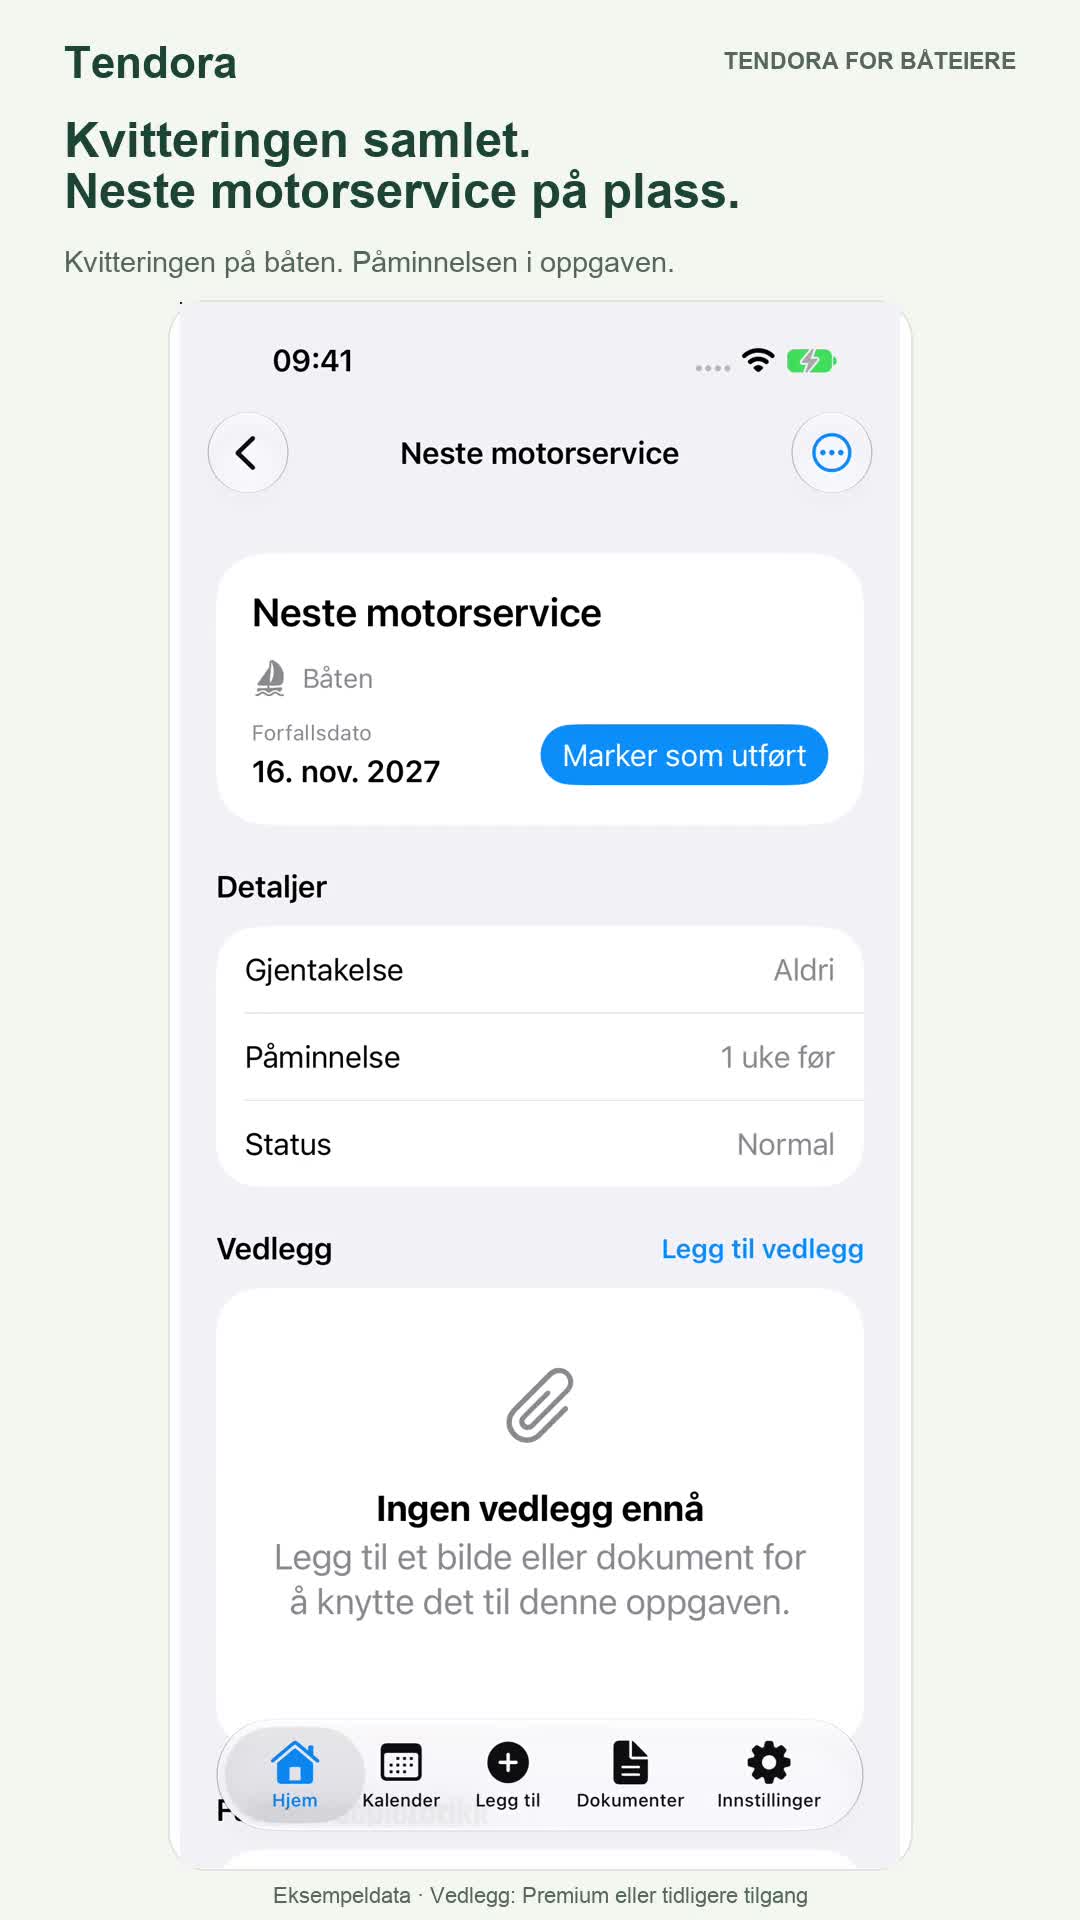 Tendora
TENDORA FOR BÅTEIERE
Kvitteringen samlet.
Neste motorservice på plass.
Kvitteringen på båten. Påminnelsen i oppgaven.
09:41
Neste motorservice
Neste motorservice
Båten
Forfallsdato
16. nov. 2027
Marker som utført
Detaljer
Gjentakelse Aldri
Påminnelse 1 uke før
Status Normal
Vedlegg Legg til vedlegg
Ingen vedlegg ennå
Legg til et bilde eller dokument for
å knytte det til denne oppgaven.
Hjem Kalender Legg til Dokumenter Innstillinger
Eksempeldata · Vedlegg: Premium eller tidligere tilgang